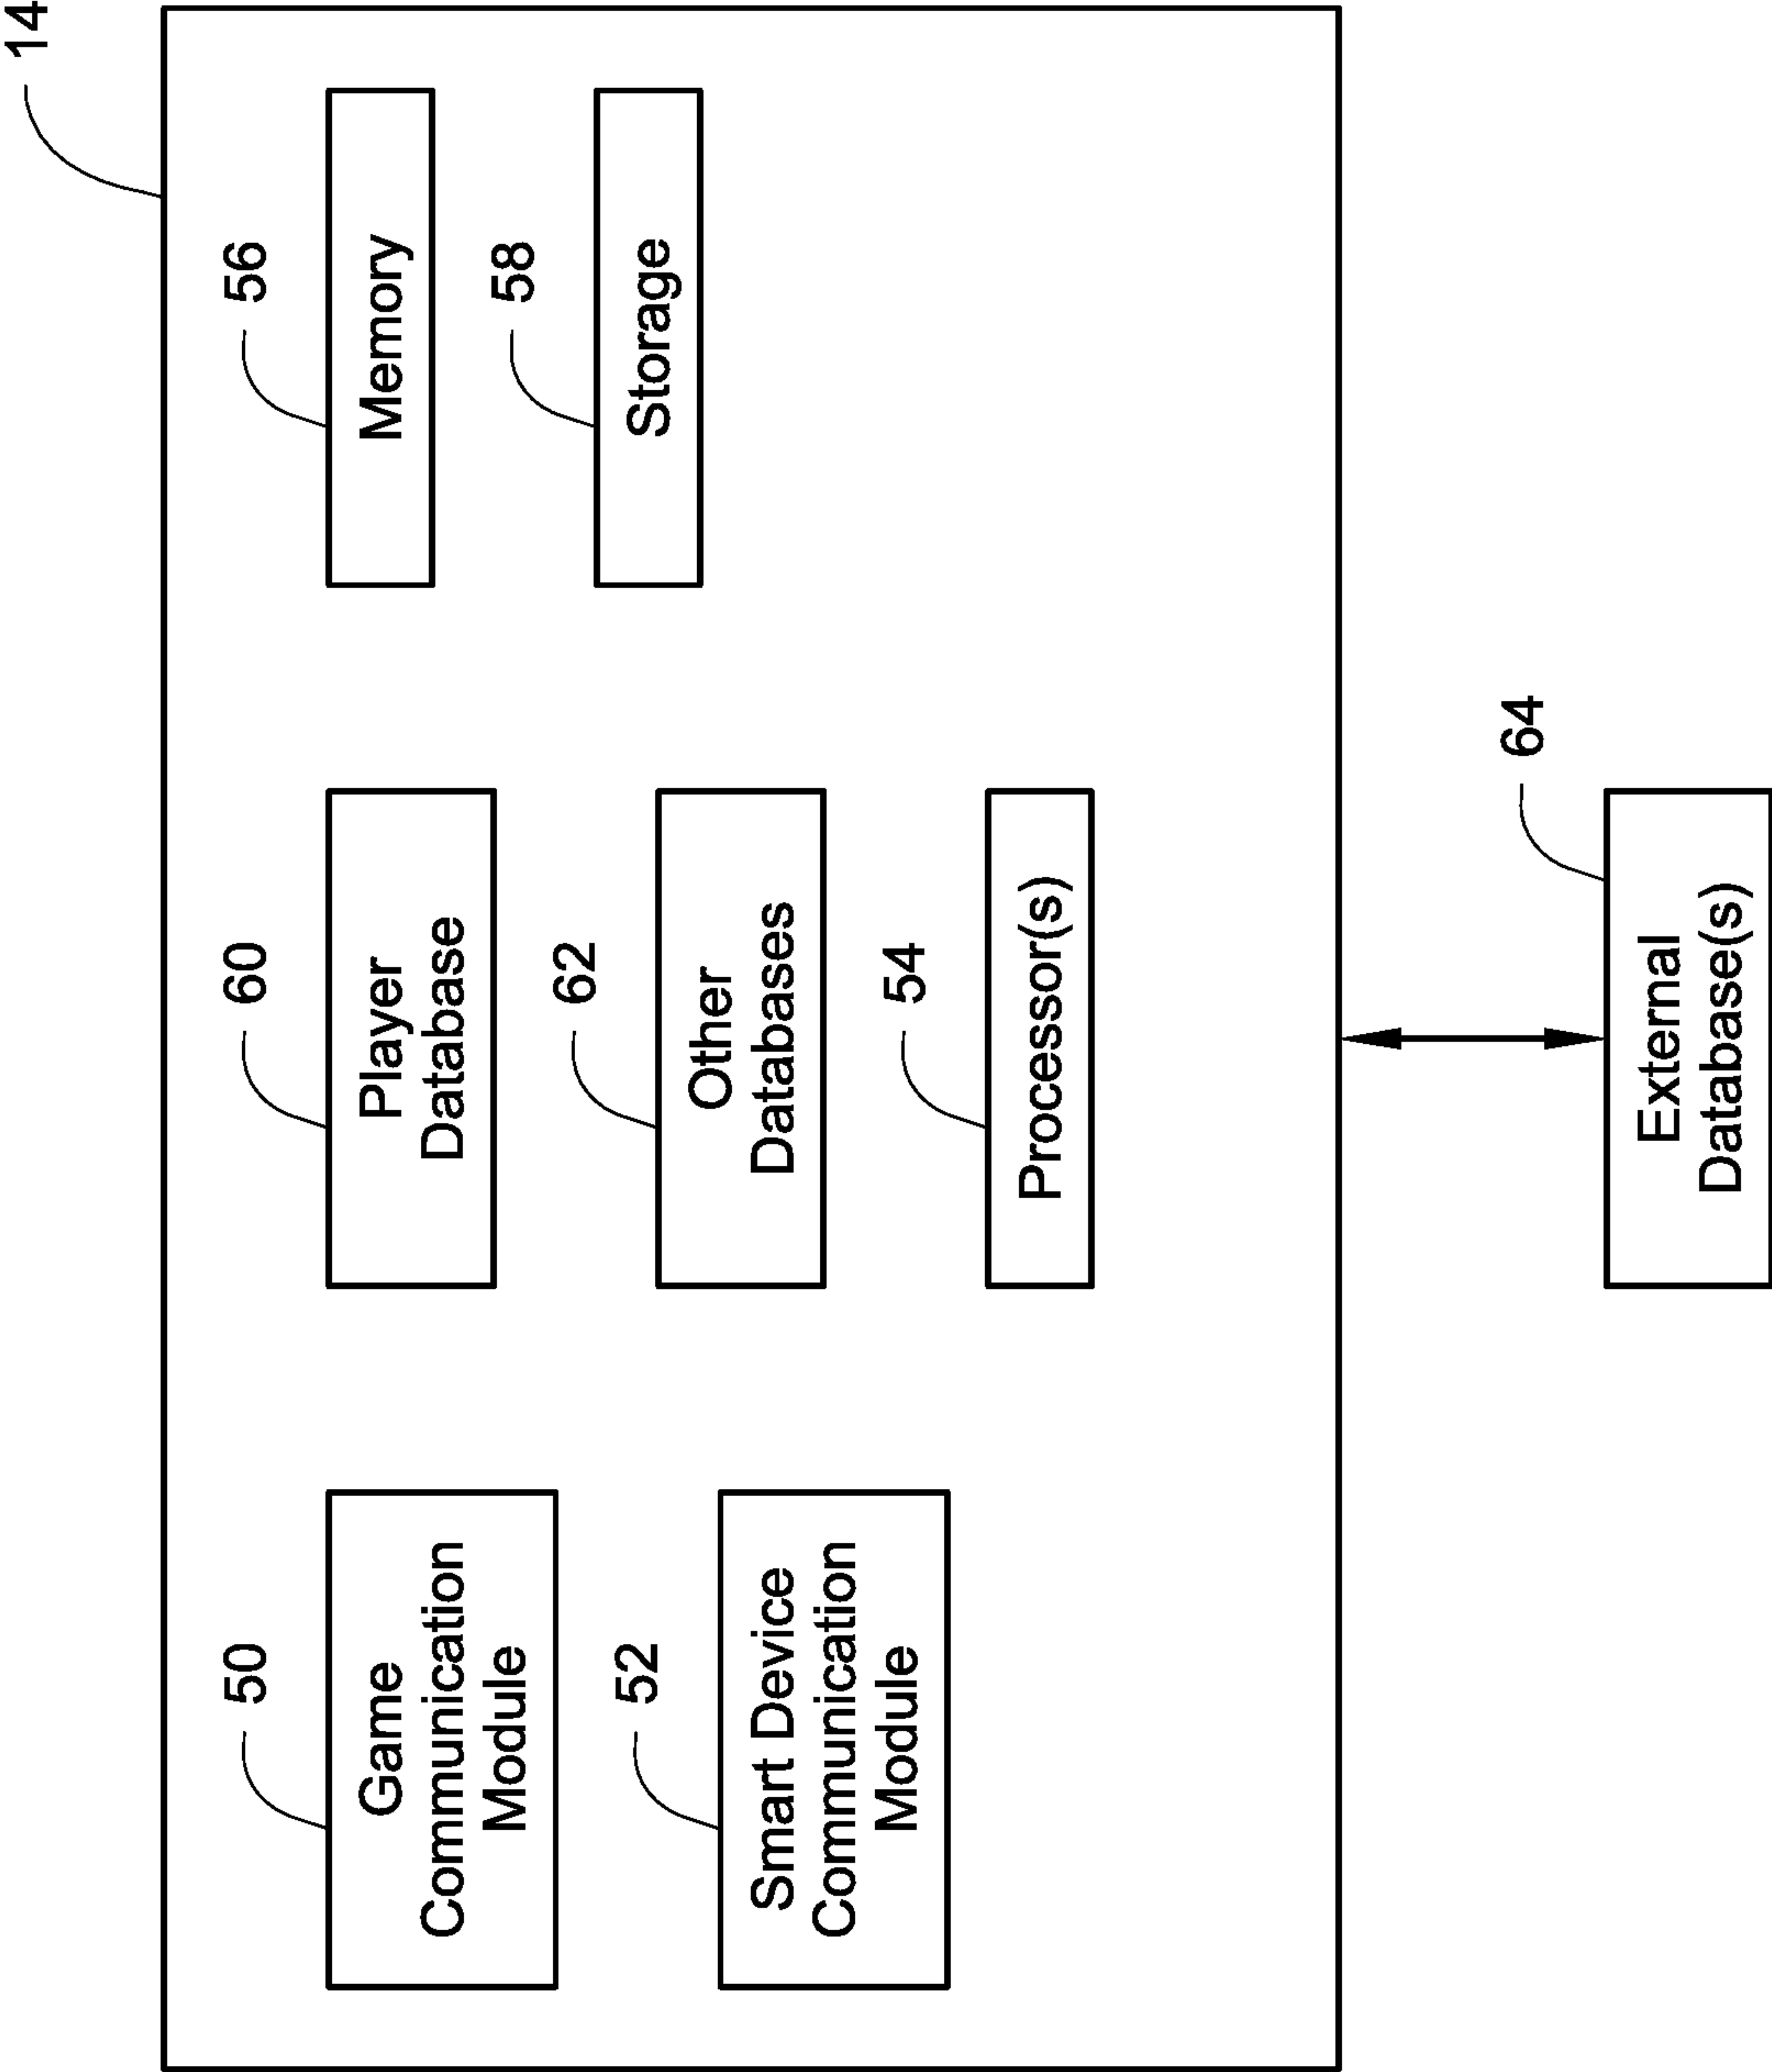 14
50
Game
Communication
Module
60
Player
Database
56
Memory
52
Smart Device
Communication
Module
62
Other
Databases
58
Storage
54
Processor(s)
64
External
Database(s)